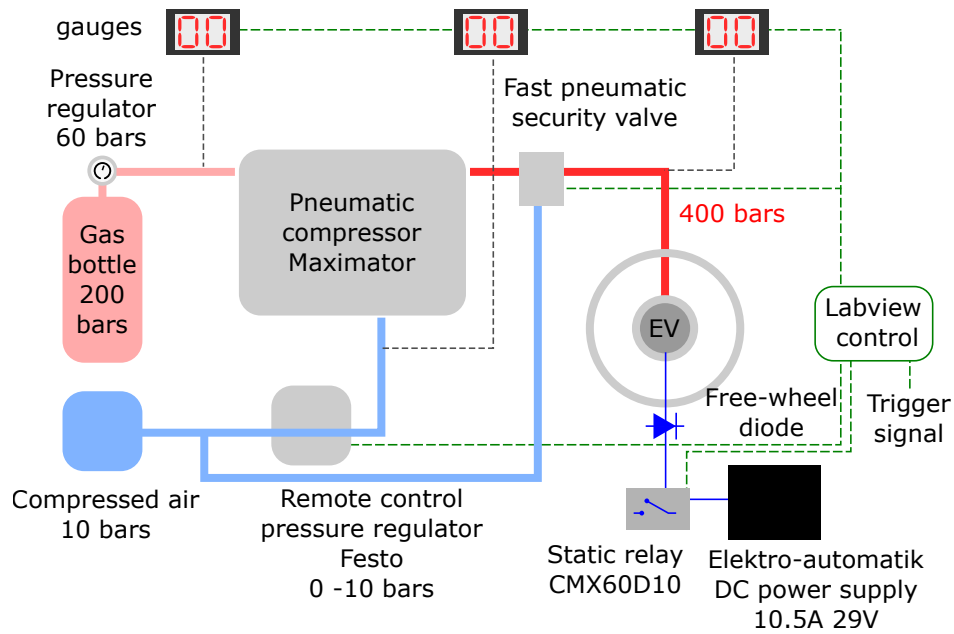 gauges
00
00
00
Pressure
regulator
60 bars
Fast pneumatic
security valve
Pneumatic
compressor
Maximator
400 bars
Gas
bottle
200
bars
EV
Labview
control
Free-wheel
diode
Trigger
signal
Compressed air
10 bars
Remote control
pressure regulator
Festo
0 -10 bars
Static relay
CMX60D10
Elektro-automatik
DC power supply
10.5A 29V